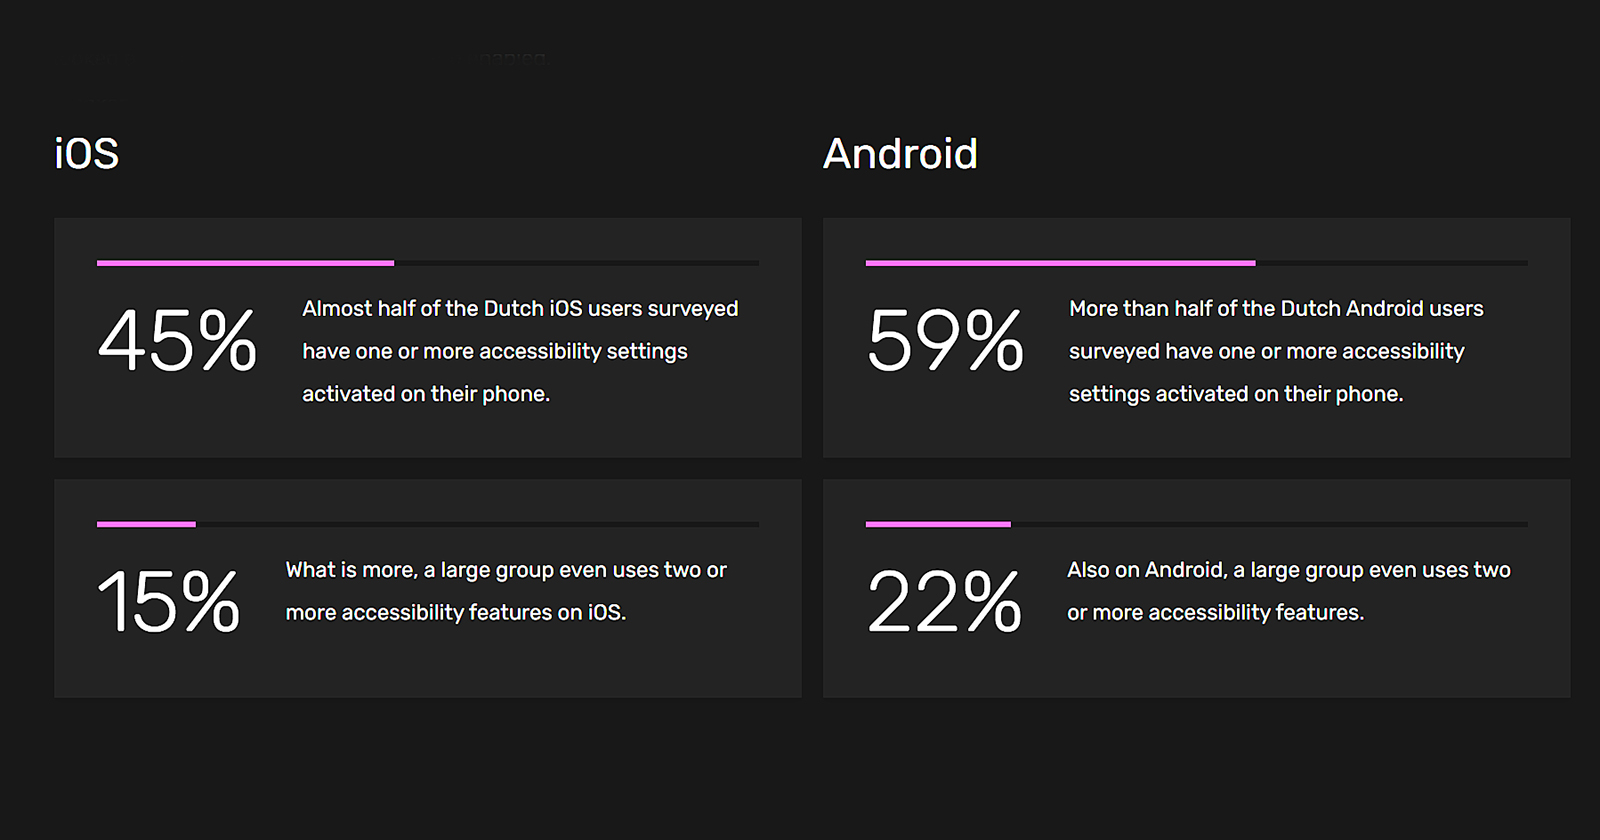 iOS
45%
Almost half of the Dutch iOS users surveyed
have one or more accessibility settings
activated on their phone.
15%
What is more, a large group even uses two or
more accessibility features on iOS.
Android
59%
More than half of the Dutch Android users
surveyed have one or more accessibility
settings activated on their phone.
22%
Also on Android, a large group even uses two
or more accessibility features.